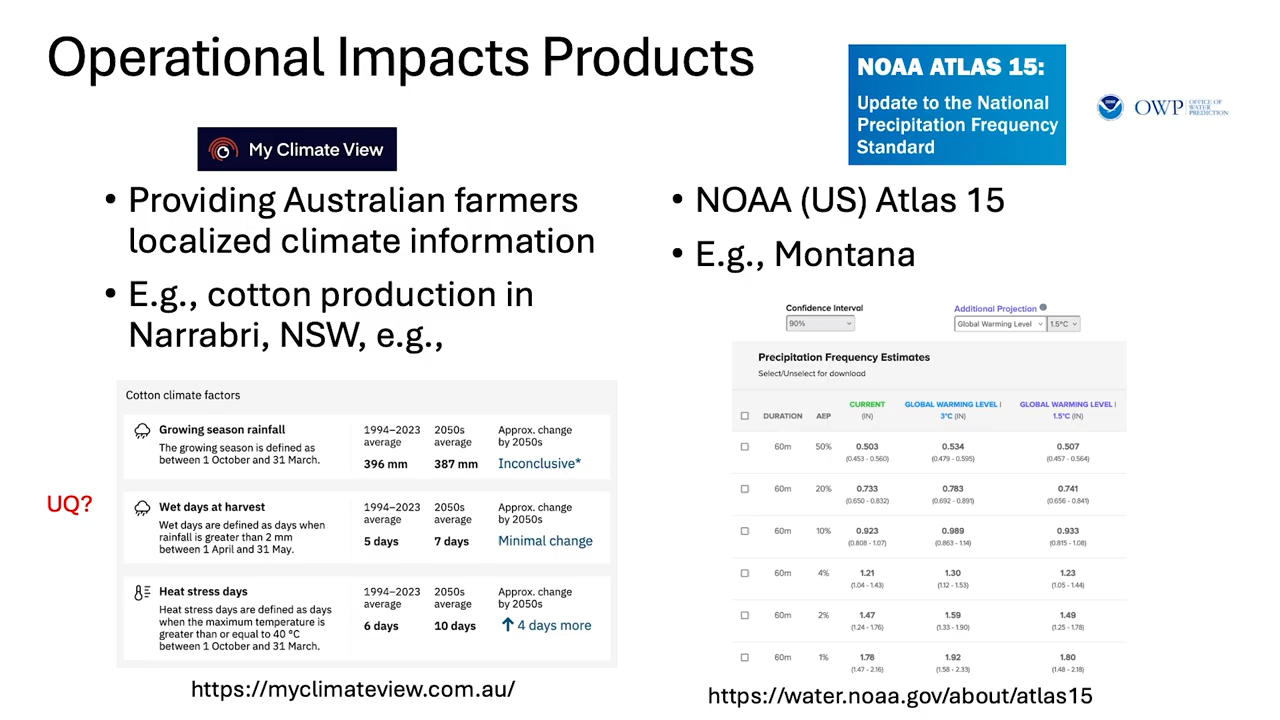 Operational Impacts Products
NOAA ATLAS 15:
Update to the National
Precipitation Frequency
Standard
OWP
OFFICE OF
WATER
PREDICTION
My Climate View
• Providing Australian farmers
localized climate information
• E.g., cotton production in
Narrabri, NSW, e.g.,
Cotton climate factors
Growing season rainfall
The growing season is defined as
between 1 October and 31 March.
1994–2023
average
396 mm
2050s
average
387 mm
Approx. change
by 2050s
Inconclusive*
UQ?
Wet days at harvest
Wet days are defined as days when
rainfall is greater than 2 mm
between 1 April and 31 May.
1994–2023
average
5 days
2050s
average
7 days
Approx. change
by 2050s
Minimal change
Heat stress days
Heat stress days are defined as days
when the maximum temperature is
greater than or equal to 40 °C
between 1 October and 31 March.
1994–2023
average
6 days
2050s
average
10 days
Approx. change
by 2050s
↑ 4 days more
https://myclimateview.com.au/
• NOAA (US) Atlas 15
• E.g., Montana
Confidence Interval
90%
Additional Projection
Global Warming Level 1.5°C
Precipitation Frequency Estimates
Select/Unselect for download
DURATION AEP CURRENT (IN) GLOBAL WARMING LEVEL | 3°C (IN) GLOBAL WARMING LEVEL | 1.5°C (IN)
60m 50% 0.503 0.534 0.507
(0.453 - 0.560) (0.479 - 0.595) (0.457 - 0.564)
60m 20% 0.733 0.783 0.741
(0.650 - 0.832) (0.692 - 0.891) (0.656 - 0.841)
60m 10% 0.923 0.989 0.933
(0.808 - 1.07) (0.863 - 1.14) (0.815 - 1.08)
60m 4% 1.21 1.30 1.23
(1.04 - 1.43) (1.12 - 1.53) (1.05 - 1.44)
60m 2% 1.47 1.59 1.49
(1.24 - 1.76) (1.33 - 1.90) (1.25 - 1.78)
60m 1% 1.78 1.92 1.80
(1.47 - 2.16) (1.58 - 2.33) (1.48 - 2.18)
https://water.noaa.gov/about/atlas15